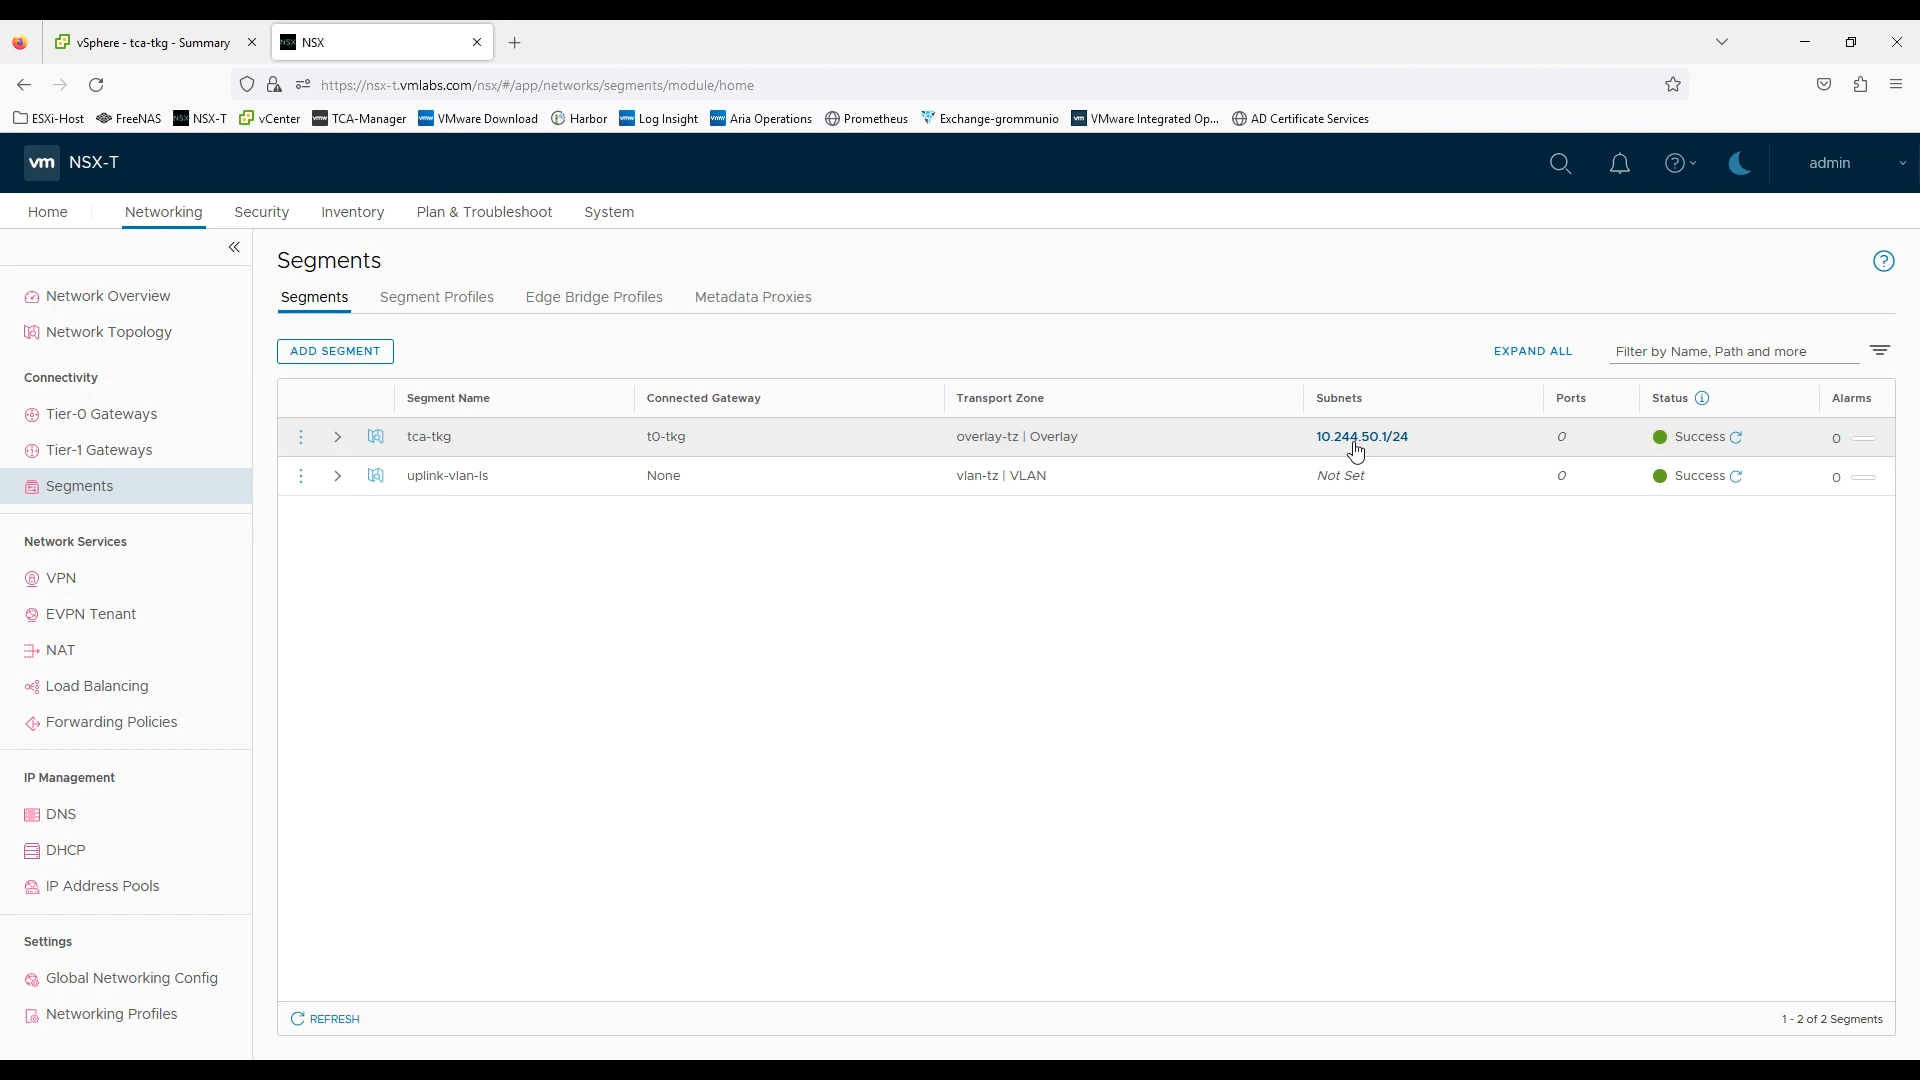 vSphere - tca-tkg - Summary
NSX NSX
https://nsx-t.vmlabs.com/nsx/#/app/networks/segments/module/home
ESXi-Host FreeNAS NSX-T vCenter vmw TCA-Manager vmw VMware Download Harbor vmw Log Insight vmw Aria Operations Prometheus Exchange-grommunio vm VMware Integrated Op... AD Certificate Services
vm NSX-T admin
Home Networking Security Inventory Plan & Troubleshoot System
Segments
Segments Segment Profiles Edge Bridge Profiles Metadata Proxies
ADD SEGMENT EXPAND ALL Filter by Name, Path and more
Segment Name Connected Gateway Transport Zone Subnets Ports Status Alarms
tca-tkg t0-tkg overlay-tz | Overlay 10.244.50.1/24 0 Success 0
uplink-vlan-ls None vlan-tz | VLAN Not Set 0 Success 0
REFRESH 1 - 2 of 2 Segments
Network Overview
Network Topology
Connectivity
Tier-0 Gateways
Tier-1 Gateways
Segments
Network Services
VPN
EVPN Tenant
NAT
Load Balancing
Forwarding Policies
IP Management
DNS
DHCP
IP Address Pools
Settings
Global Networking Config
Networking Profiles